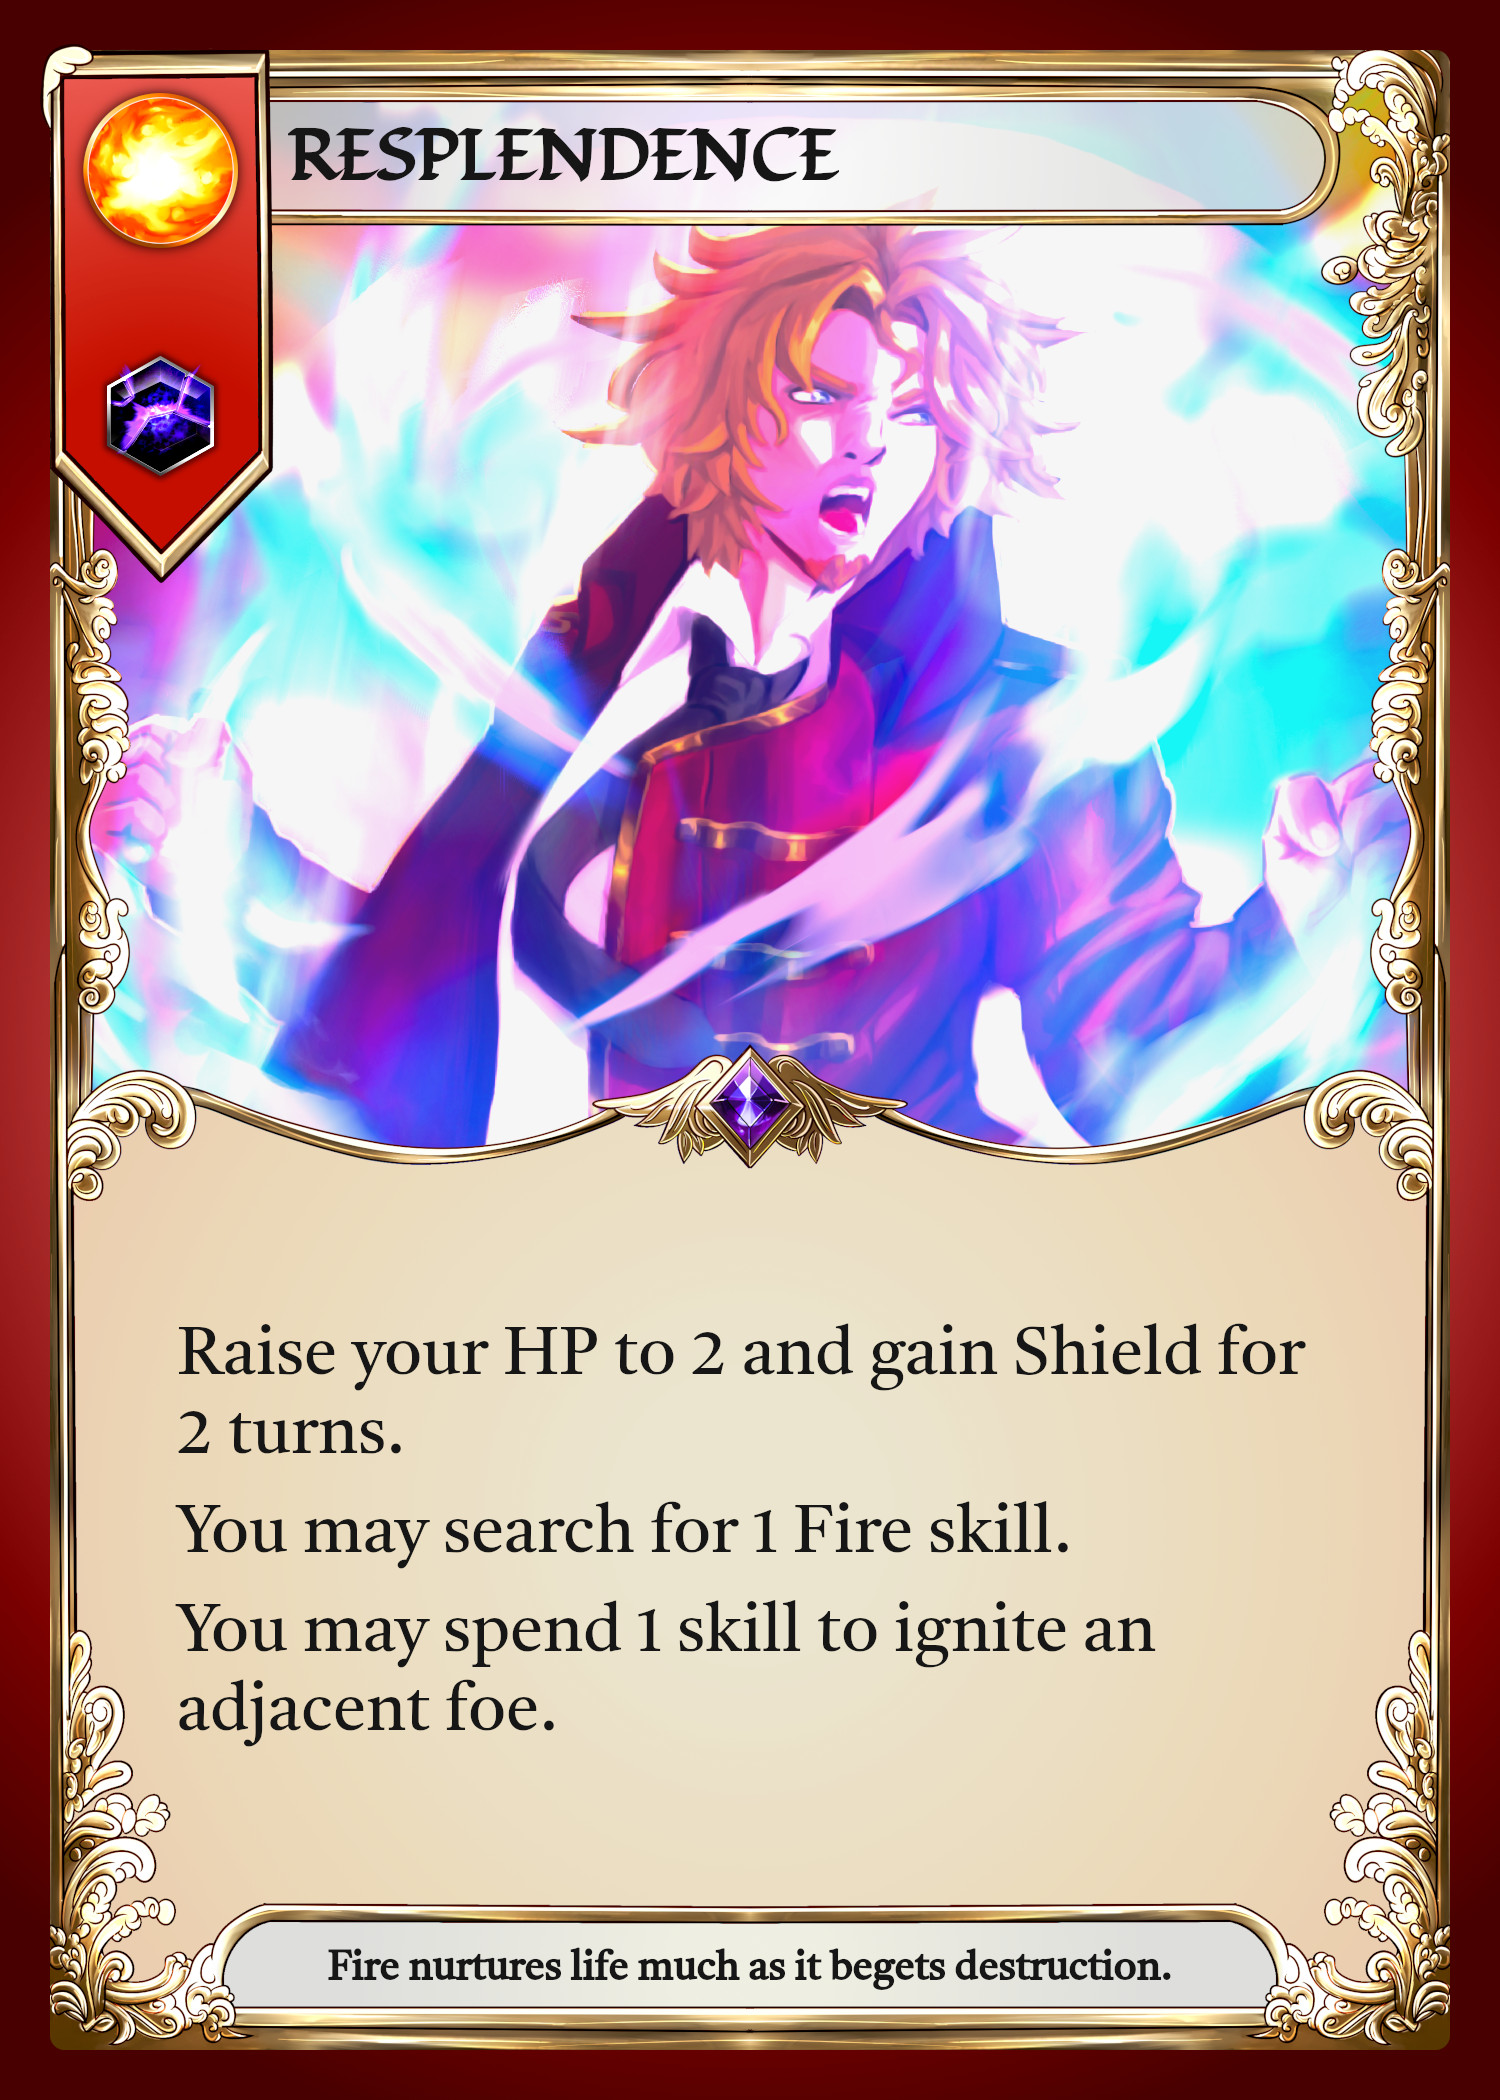 RESPLENDENCE
Raise your HP to 2 and gain Shield for
2 turns.
You may search for 1 Fire skill.
You may spend 1 skill to ignite an
adjacent foe.
Fire nurtures life much as it begets destruction.